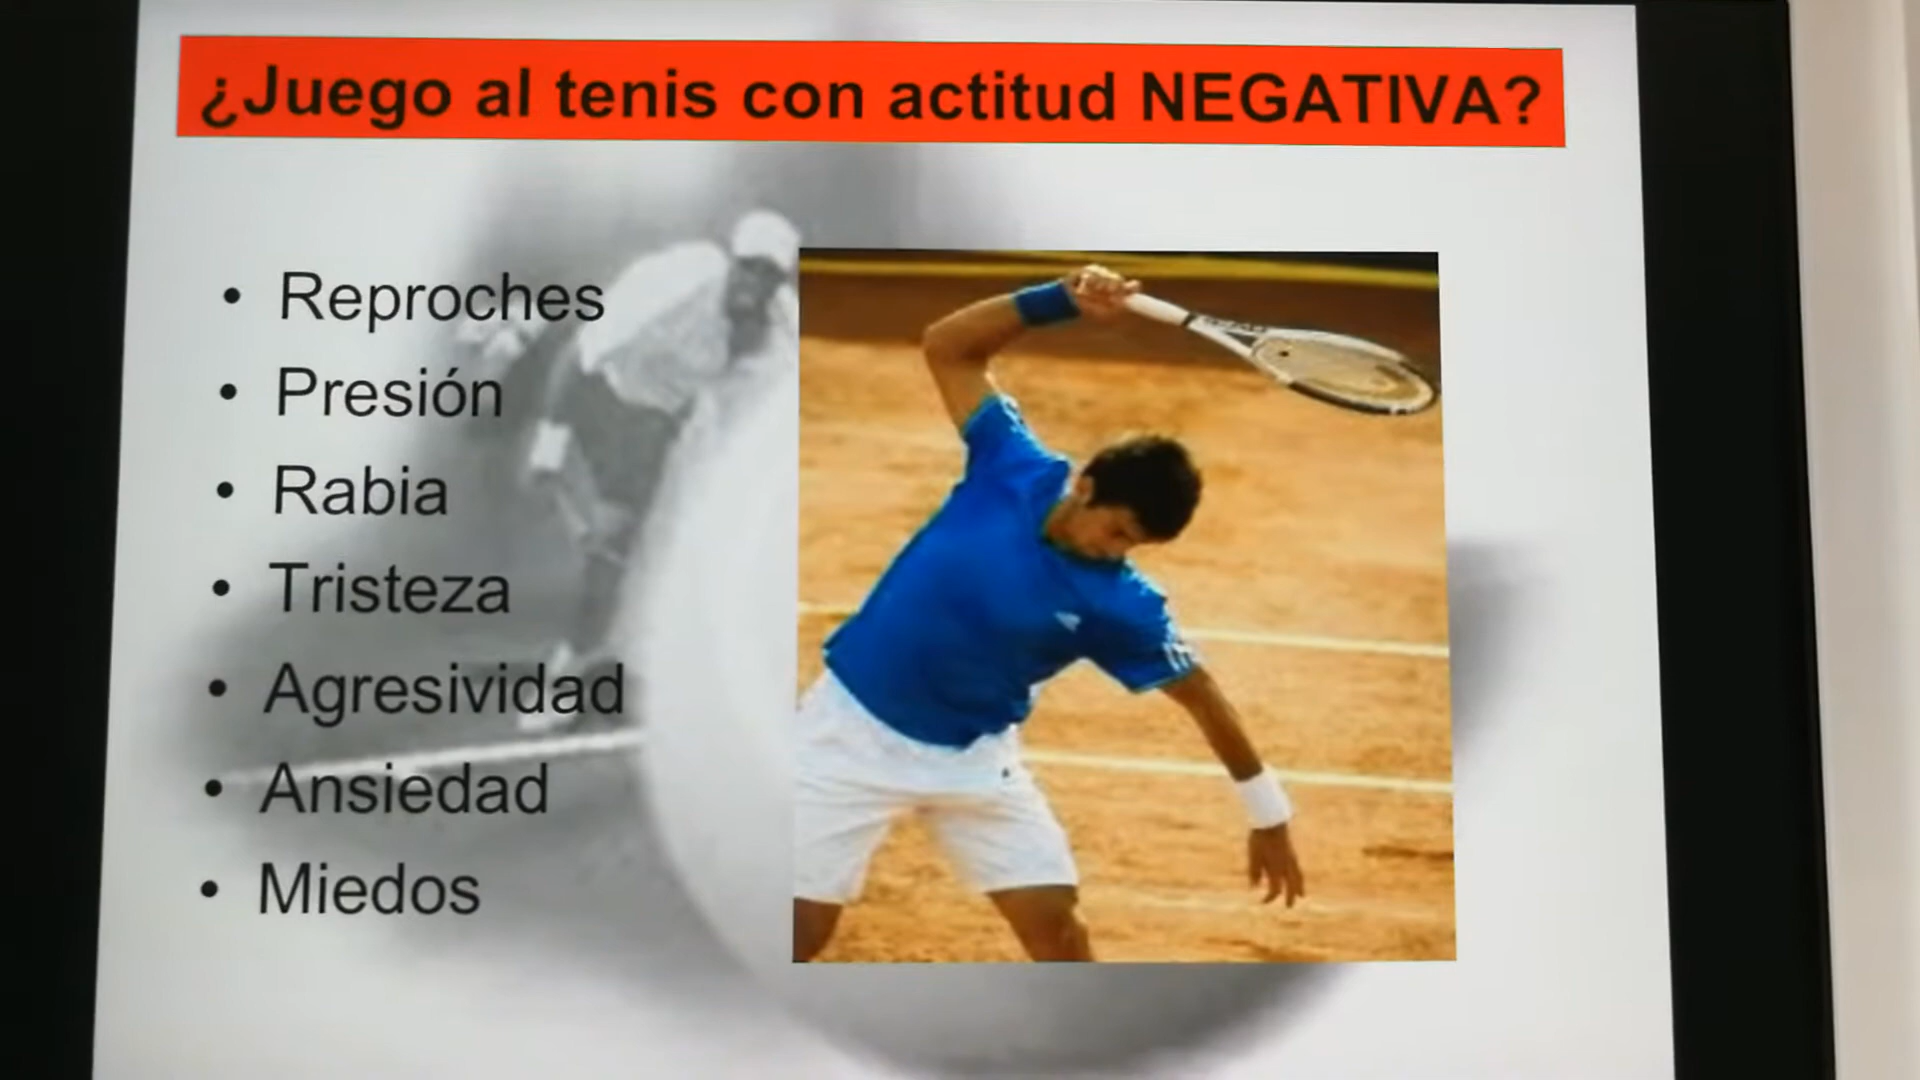 ¿Juego al tenis con actitud NEGATIVA?
• Reproches
• Presión
• Rabia
• Tristeza
• Agresividad
• Ansiedad
• Miedos